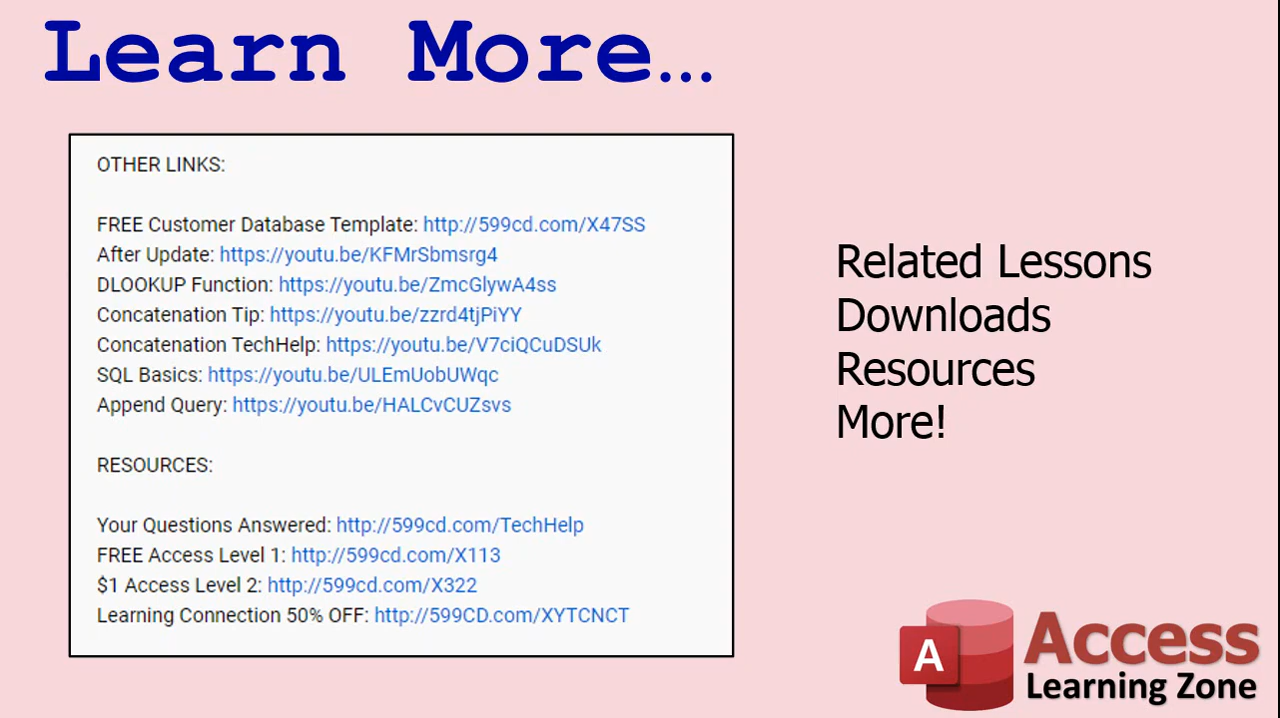 Learn More...
OTHER LINKS:
FREE Customer Database Template: http://599cd.com/X47SS
After Update: https://youtu.be/KFMrSbmsrg4
DLOOKUP Function: https://youtu.be/ZmcGlywA4ss
Concatenation Tip: https://youtu.be/zzrd4tjPiYY
Concatenation TechHelp: https://youtu.be/V7ciQCuDSUk
SQL Basics: https://youtu.be/ULEmUobUWqc
Append Query: https://youtu.be/HALCvCUZsvs
RESOURCES:
Your Questions Answered: http://599cd.com/TechHelp
FREE Access Level 1: http://599cd.com/X113
$1 Access Level 2: http://599cd.com/X322
Learning Connection 50% OFF: http://599CD.com/XYTCNCT
Related Lessons
Downloads
Resources
More!
A
Access
Learning Zone